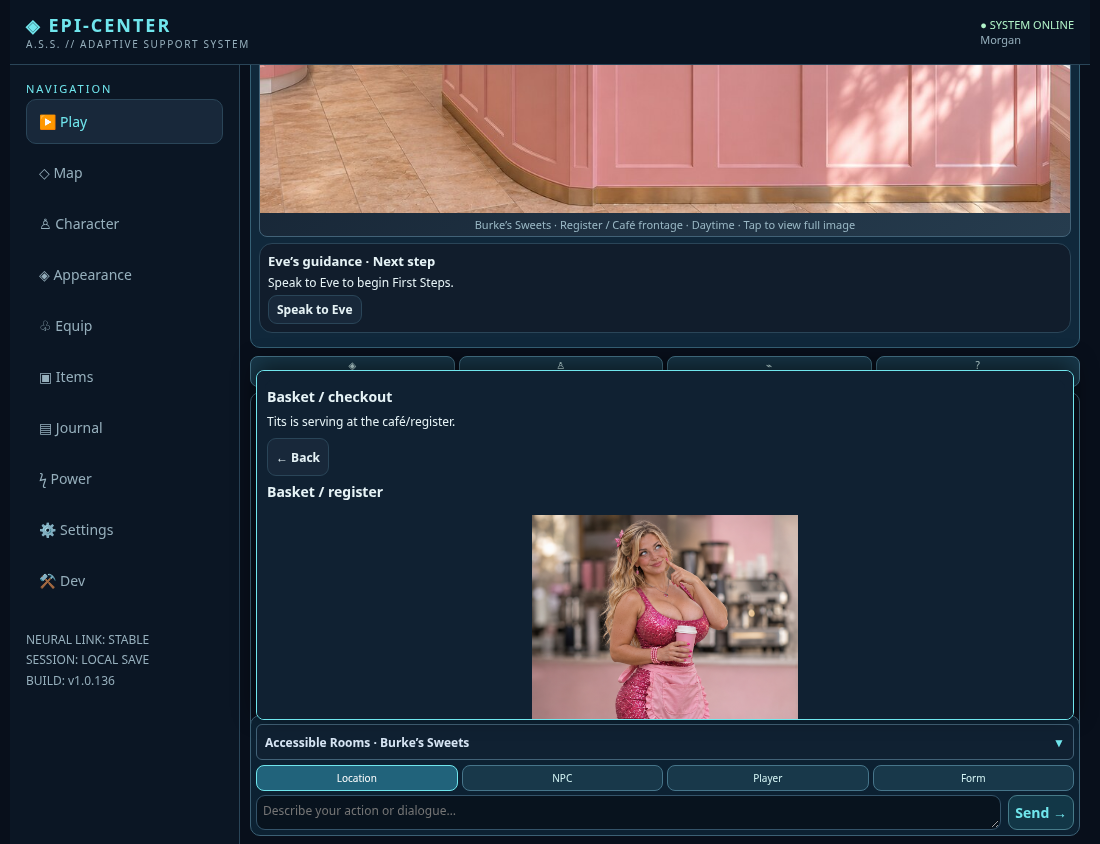 ◈ EPI-CENTER
A.S.S. // ADAPTIVE SUPPORT SYSTEM
● SYSTEM ONLINE
Morgan
NAVIGATION
▶️ Play
◇ Map
♙ Character
◈ Appearance
♧ Equip
▣ Items
▤ Journal
ϟ Power
⚙️ Settings
⚒️ Dev
NEURAL LINK: STABLE
SESSION: LOCAL SAVE
BUILD: v1.0.136
Burke’s Sweets · Register / Café frontage · Daytime · Tap to view full image
Eve’s guidance · Next step
Speak to Eve to begin First Steps.
Speak to Eve
?
Basket / checkout
Tits is serving at the café/register.
← Back
Basket / register
Accessible Rooms · Burke’s Sweets ▼
Location NPC Player Form
Describe your action or dialogue...
Send →